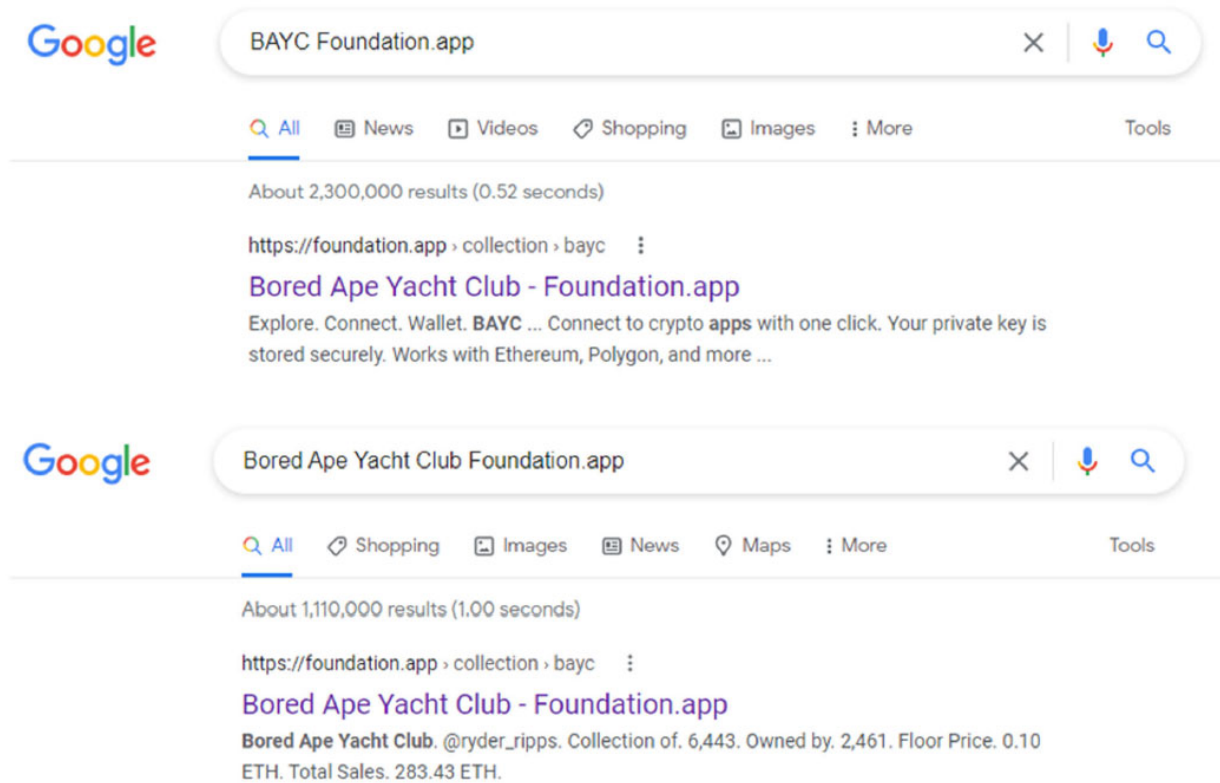 Google BAYC Foundation.app
All News Videos Shopping Images More Tools
About 2,300,000 results (0.52 seconds)
https://foundation.app › collection › bayc
Bored Ape Yacht Club - Foundation.app
Explore. Connect. Wallet. BAYC ... Connect to crypto apps with one click. Your private key is
stored securely. Works with Ethereum, Polygon, and more ...
Google Bored Ape Yacht Club Foundation.app
All Shopping Images News Maps More Tools
About 1,110,000 results (1.00 seconds)
https://foundation.app › collection › bayc
Bored Ape Yacht Club - Foundation.app
Bored Ape Yacht Club. @ryder_ripps. Collection of. 6,443. Owned by. 2,461. Floor Price. 0.10
ETH. Total Sales. 283.43 ETH.